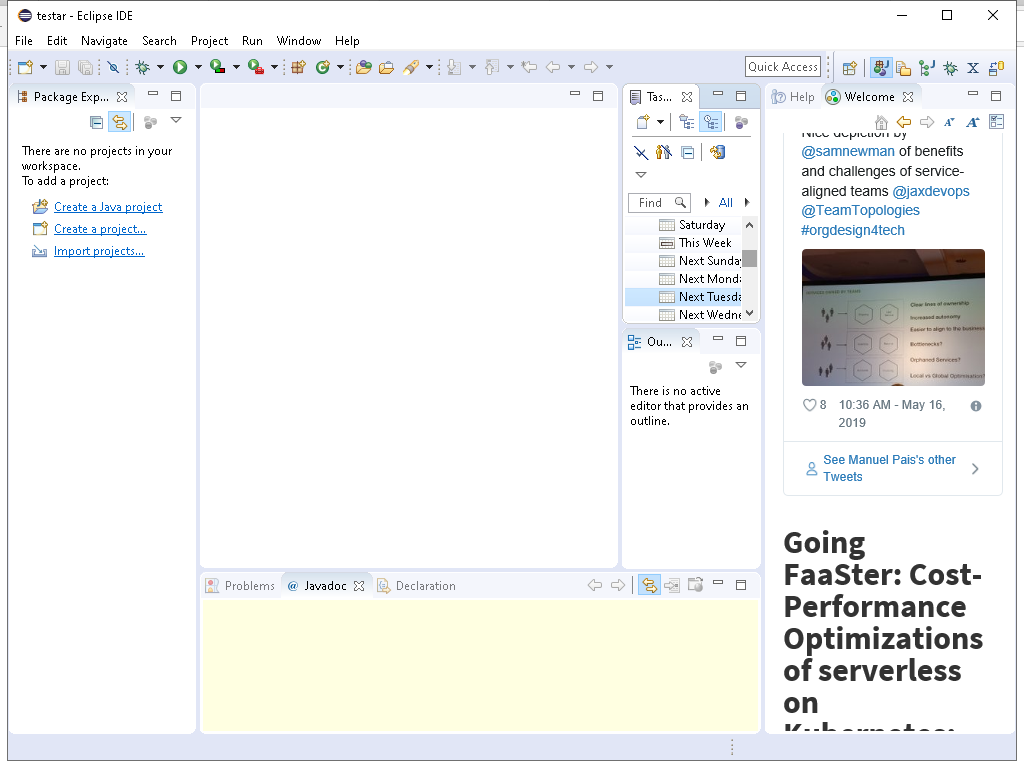 testar - Eclipse IDE
File Edit Navigate Search Project Run Window Help
Quick Access
Package Exp...
There are no projects in your
workspace.
To add a project:
Create a Java project
Create a project...
Import projects...
Tas...
Find
All
Saturday
This Week
Next Sunday
Next Monda
Next Tuesda
Next Wedne
Ou...
There is no active
editor that provides an
outline.
Problems
@ Javadoc
Declaration
Help
Welcome
Nice depiction by
@samnewman of benefits
and challenges of service-
aligned teams @jaxdevops
@TeamTopologies
#orgdesign4tech
Clear lines of ownership
Increased autonomy
Easier to align to the business
Bottlenecks?
Orphaned Services?
Local vs Global Optimisation?
8 10:36 AM - May 16,
2019
See Manuel Pais's other
Tweets
Going
FaaSter: Cost-
Performance
Optimizations
of serverless
on
Kubernetes: